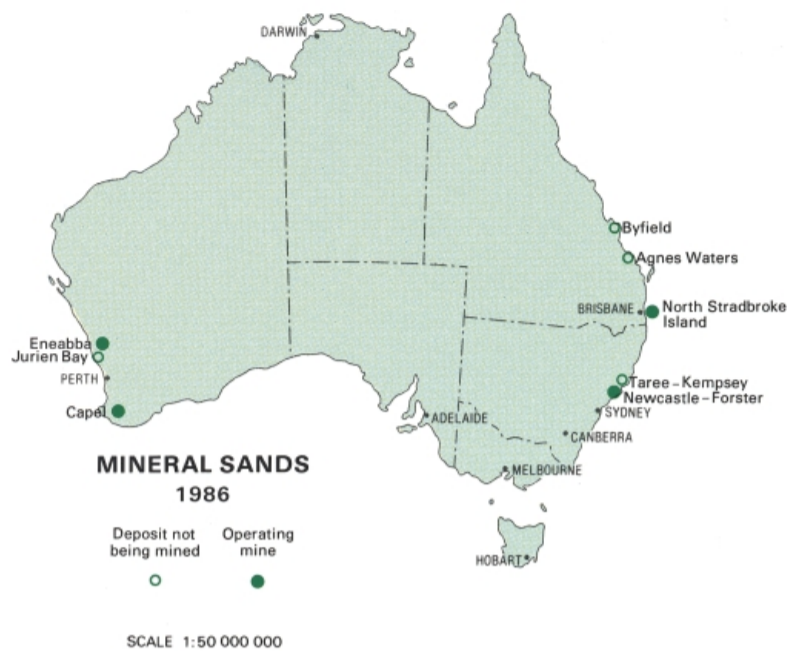 DARWIN
Byfield
Agnes Waters
BRISBANE
North Stradbroke
Island
Eneabba
Jurien Bay
PERTH
Capel
Taree – Kempsey
Newcastle – Forster
SYDNEY
ADELAIDE
CANBERRA
MELBOURNE
HOBART
MINERAL SANDS
1986
Deposit not
being mined
Operating
mine
SCALE 1:50 000 000